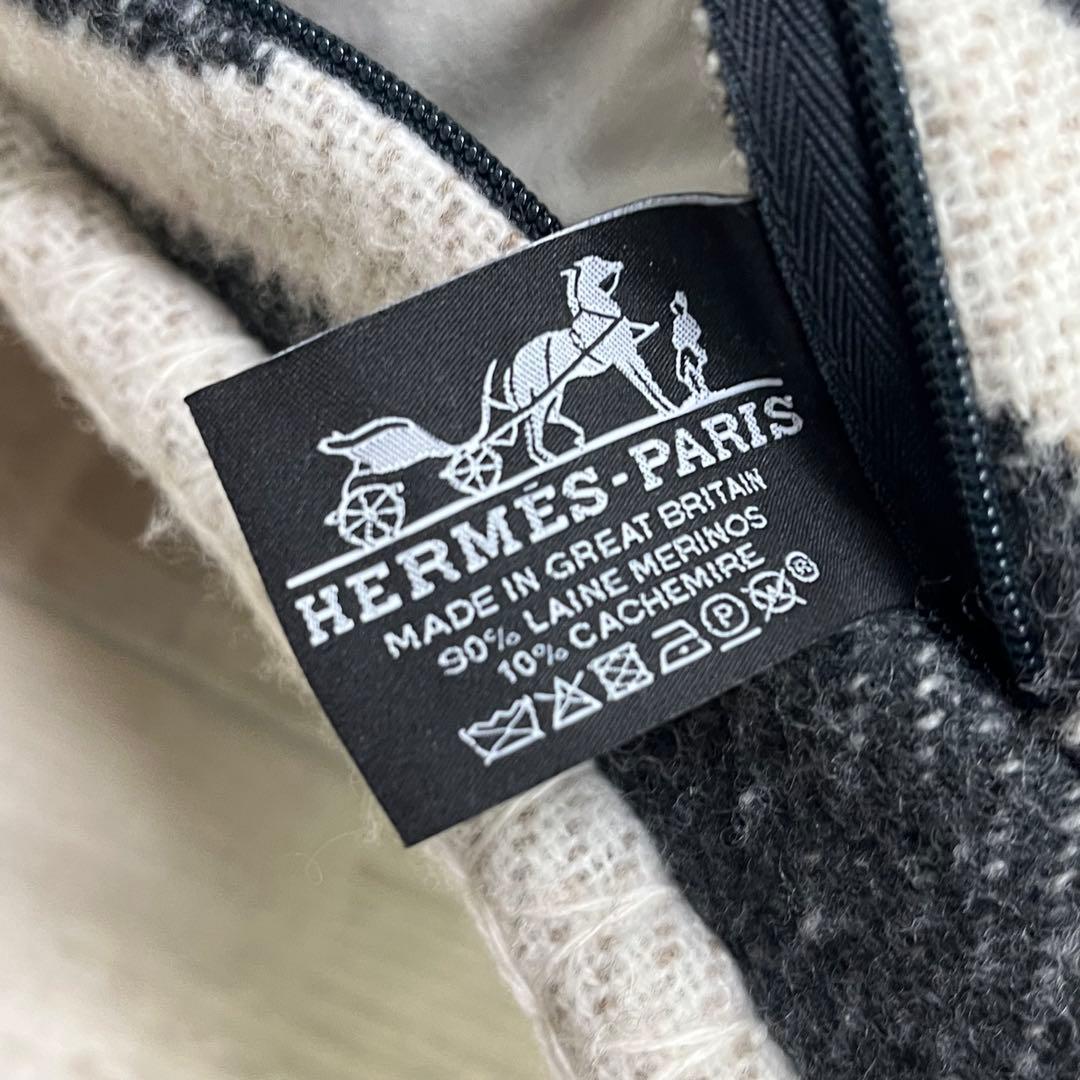 HERMÈS-PARIS
MADE IN GREAT BRITAIN
90% LAINE MERINOS
10% CACHEMIRE
P ®